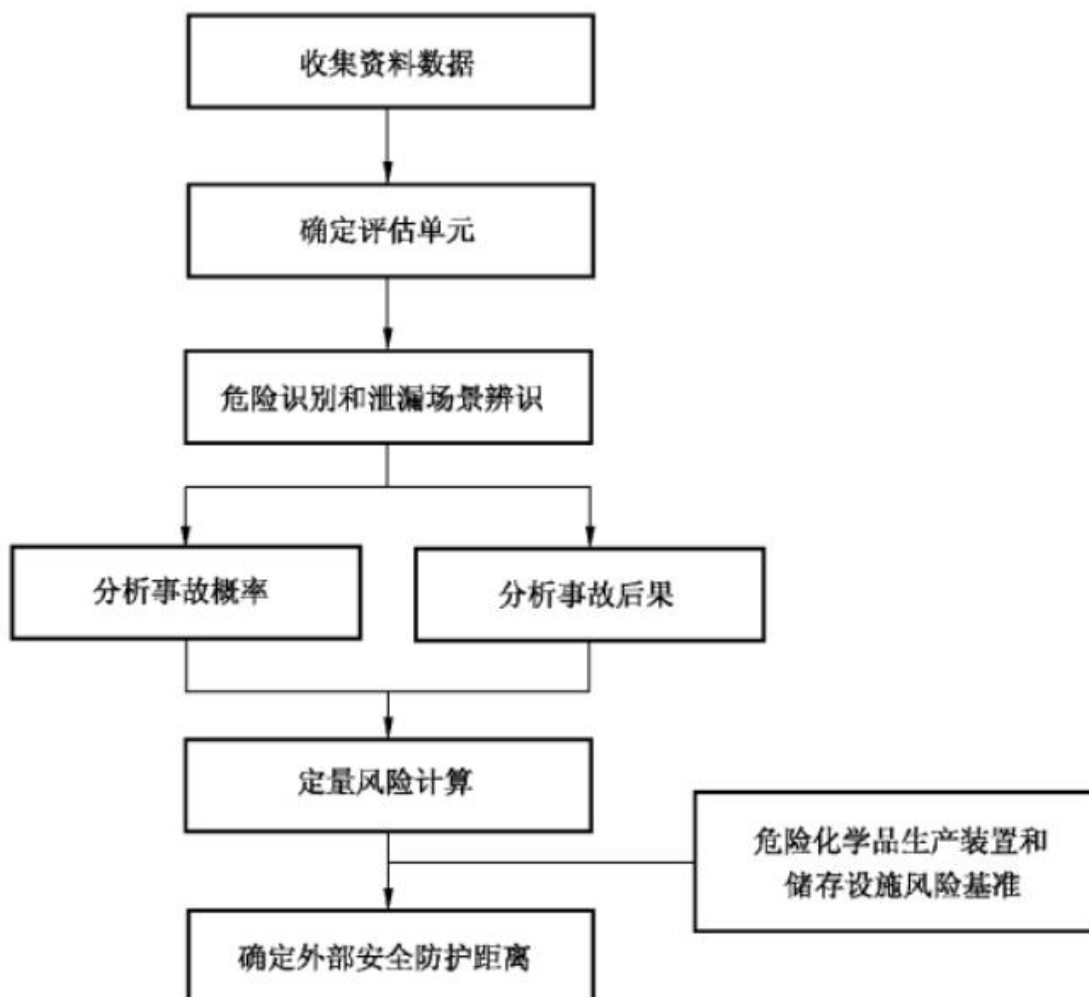 收集资料数据
确定评估单元
危险识别和泄漏场景辨识
分析事故概率
分析事故后果
定量风险计算
危险化学品生产装置和
储存设施风险基准
确定外部安全防护距离